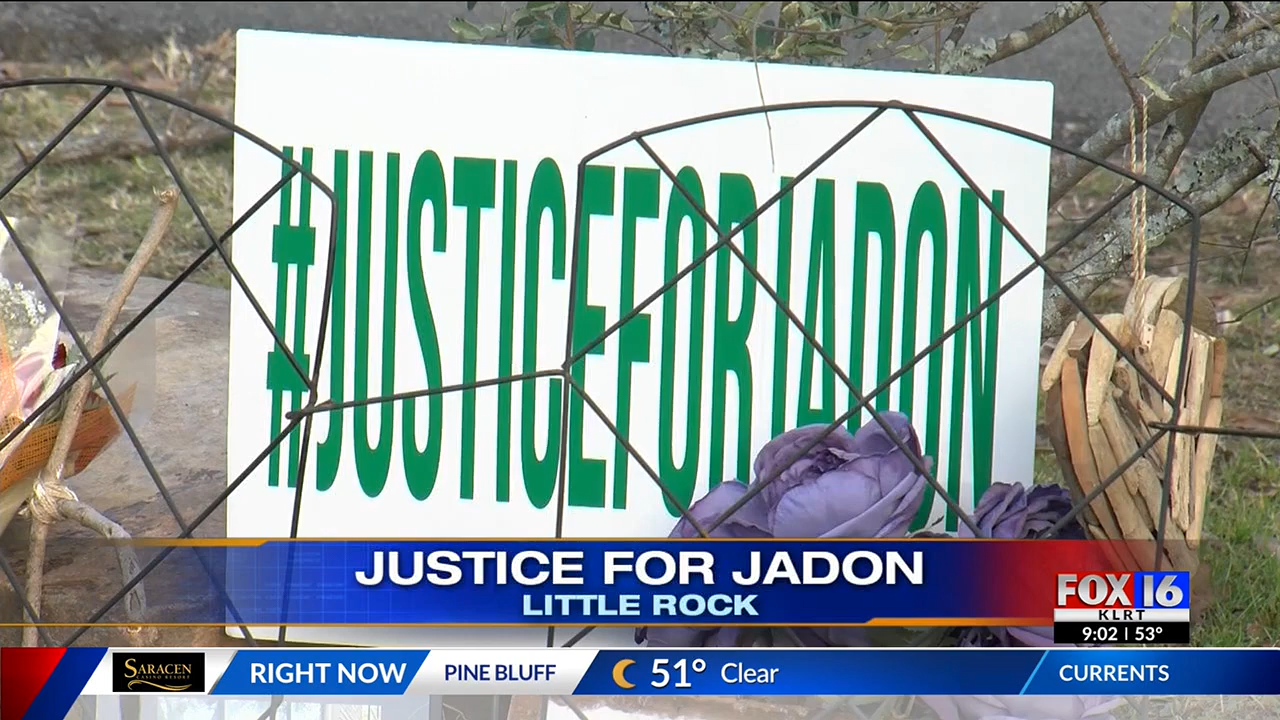 #JUSTICEFORJADON
JUSTICE FOR JADON
LITTLE ROCK
FOX 16
KLRT
9:02 | 53°
SARACEN
CASINO RESORT
RIGHT NOW
PINE BLUFF
51° Clear
CURRENTS